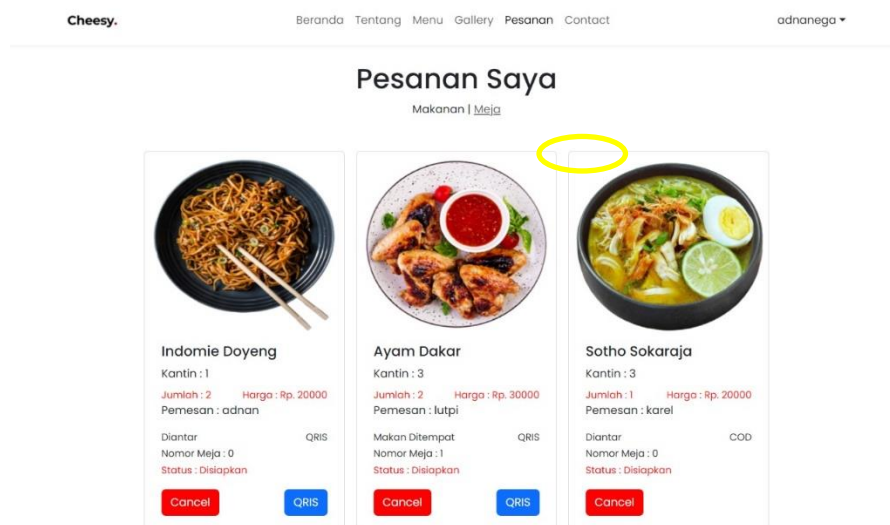 Cheesy.
Beranda Tentang Menu Gallery Pesanan Contact
adnanega
Pesanan Saya
Makanan | Meja
Indomie Doyeng
Kantin : 1
Jumlah : 2 Harga : Rp. 20000
Pemesan : adnan
Diantar QRIS
Nomor Meja : 0
Status : Disiapkan
Cancel QRIS
Ayam Dakar
Kantin : 3
Jumlah : 2 Harga : Rp. 30000
Pemesan : lutpi
Makan Ditempat QRIS
Nomor Meja : 1
Status : Disiapkan
Cancel QRIS
Sotho Sokaraja
Kantin : 3
Jumlah : 1 Harga : Rp. 20000
Pemesan : karel
Diantar COD
Nomor Meja : 0
Status : Disiapkan
Cancel